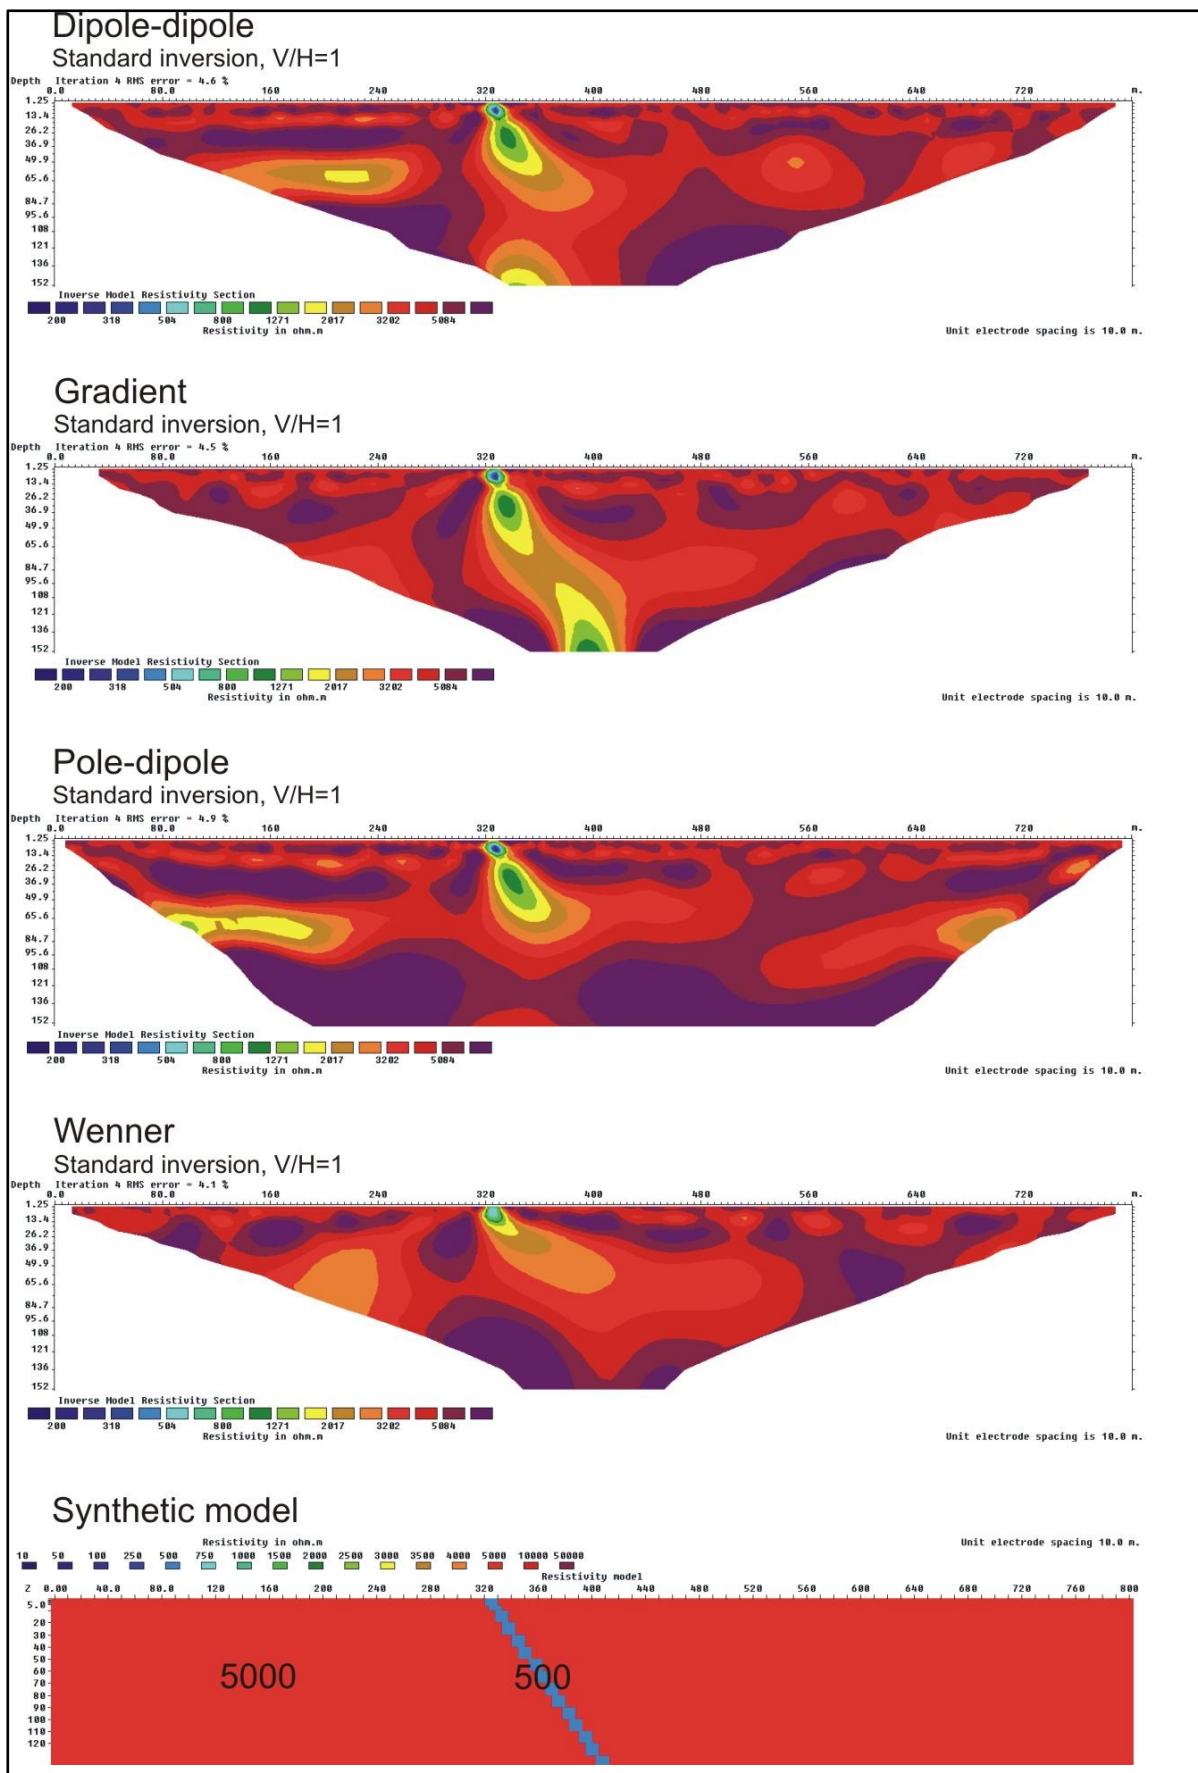 Dipole-dipole
Standard inversion, V/H=1
Depth Iteration 4 RMS error = 4.6 %
0.0 80.0 160 240 320 400 480 560 640 720 m.
1.25
13.4
26.2
36.9
49.9
65.6
84.7
95.6
108
121
136
152
Inverse Model Resistivity Section
200 318 504 800 1271 2017 3202 5084
Resistivity in ohm.m
Unit electrode spacing is 10.0 m.
Gradient
Standard inversion, V/H=1
Depth Iteration 4 RMS error = 4.5 %
0.0 80.0 160 240 320 400 480 560 640 720 m.
1.25
13.4
26.2
36.9
49.9
65.6
84.7
95.6
108
121
136
152
Inverse Model Resistivity Section
200 318 504 800 1271 2017 3202 5084
Resistivity in ohm.m
Unit electrode spacing is 10.0 m.
Pole-dipole
Standard inversion, V/H=1
Depth Iteration 4 RMS error = 4.9 %
0.0 80.0 160 240 320 400 480 560 640 720 m.
1.25
13.4
26.2
36.9
49.9
65.6
84.7
95.6
108
121
136
152
Inverse Model Resistivity Section
200 318 504 800 1271 2017 3202 5084
Resistivity in ohm.m
Unit electrode spacing is 10.0 m.
Wenner
Standard inversion, V/H=1
Depth Iteration 4 RMS error = 4.1 %
0.0 80.0 160 240 320 400 480 560 640 720 m.
1.25
13.4
26.2
36.9
49.9
65.6
84.7
95.6
108
121
136
152
Inverse Model Resistivity Section
200 318 504 800 1271 2017 3202 5084
Resistivity in ohm.m
Unit electrode spacing is 10.0 m.
Synthetic model
Resistivity in ohm.m
Unit electrode spacing 10.0 m.
10 50 100 250 500 750 1000 1500 2000 2500 3000 3500 4000 5000 10000 50000
Resistivity model
Z 0.00 40.0 80.0 120 160 200 240 280 320 360 400 440 480 520 560 600 640 680 720 760 800
5.0
20
30
40
50
60
70
80
90
100
110
120
5000
500